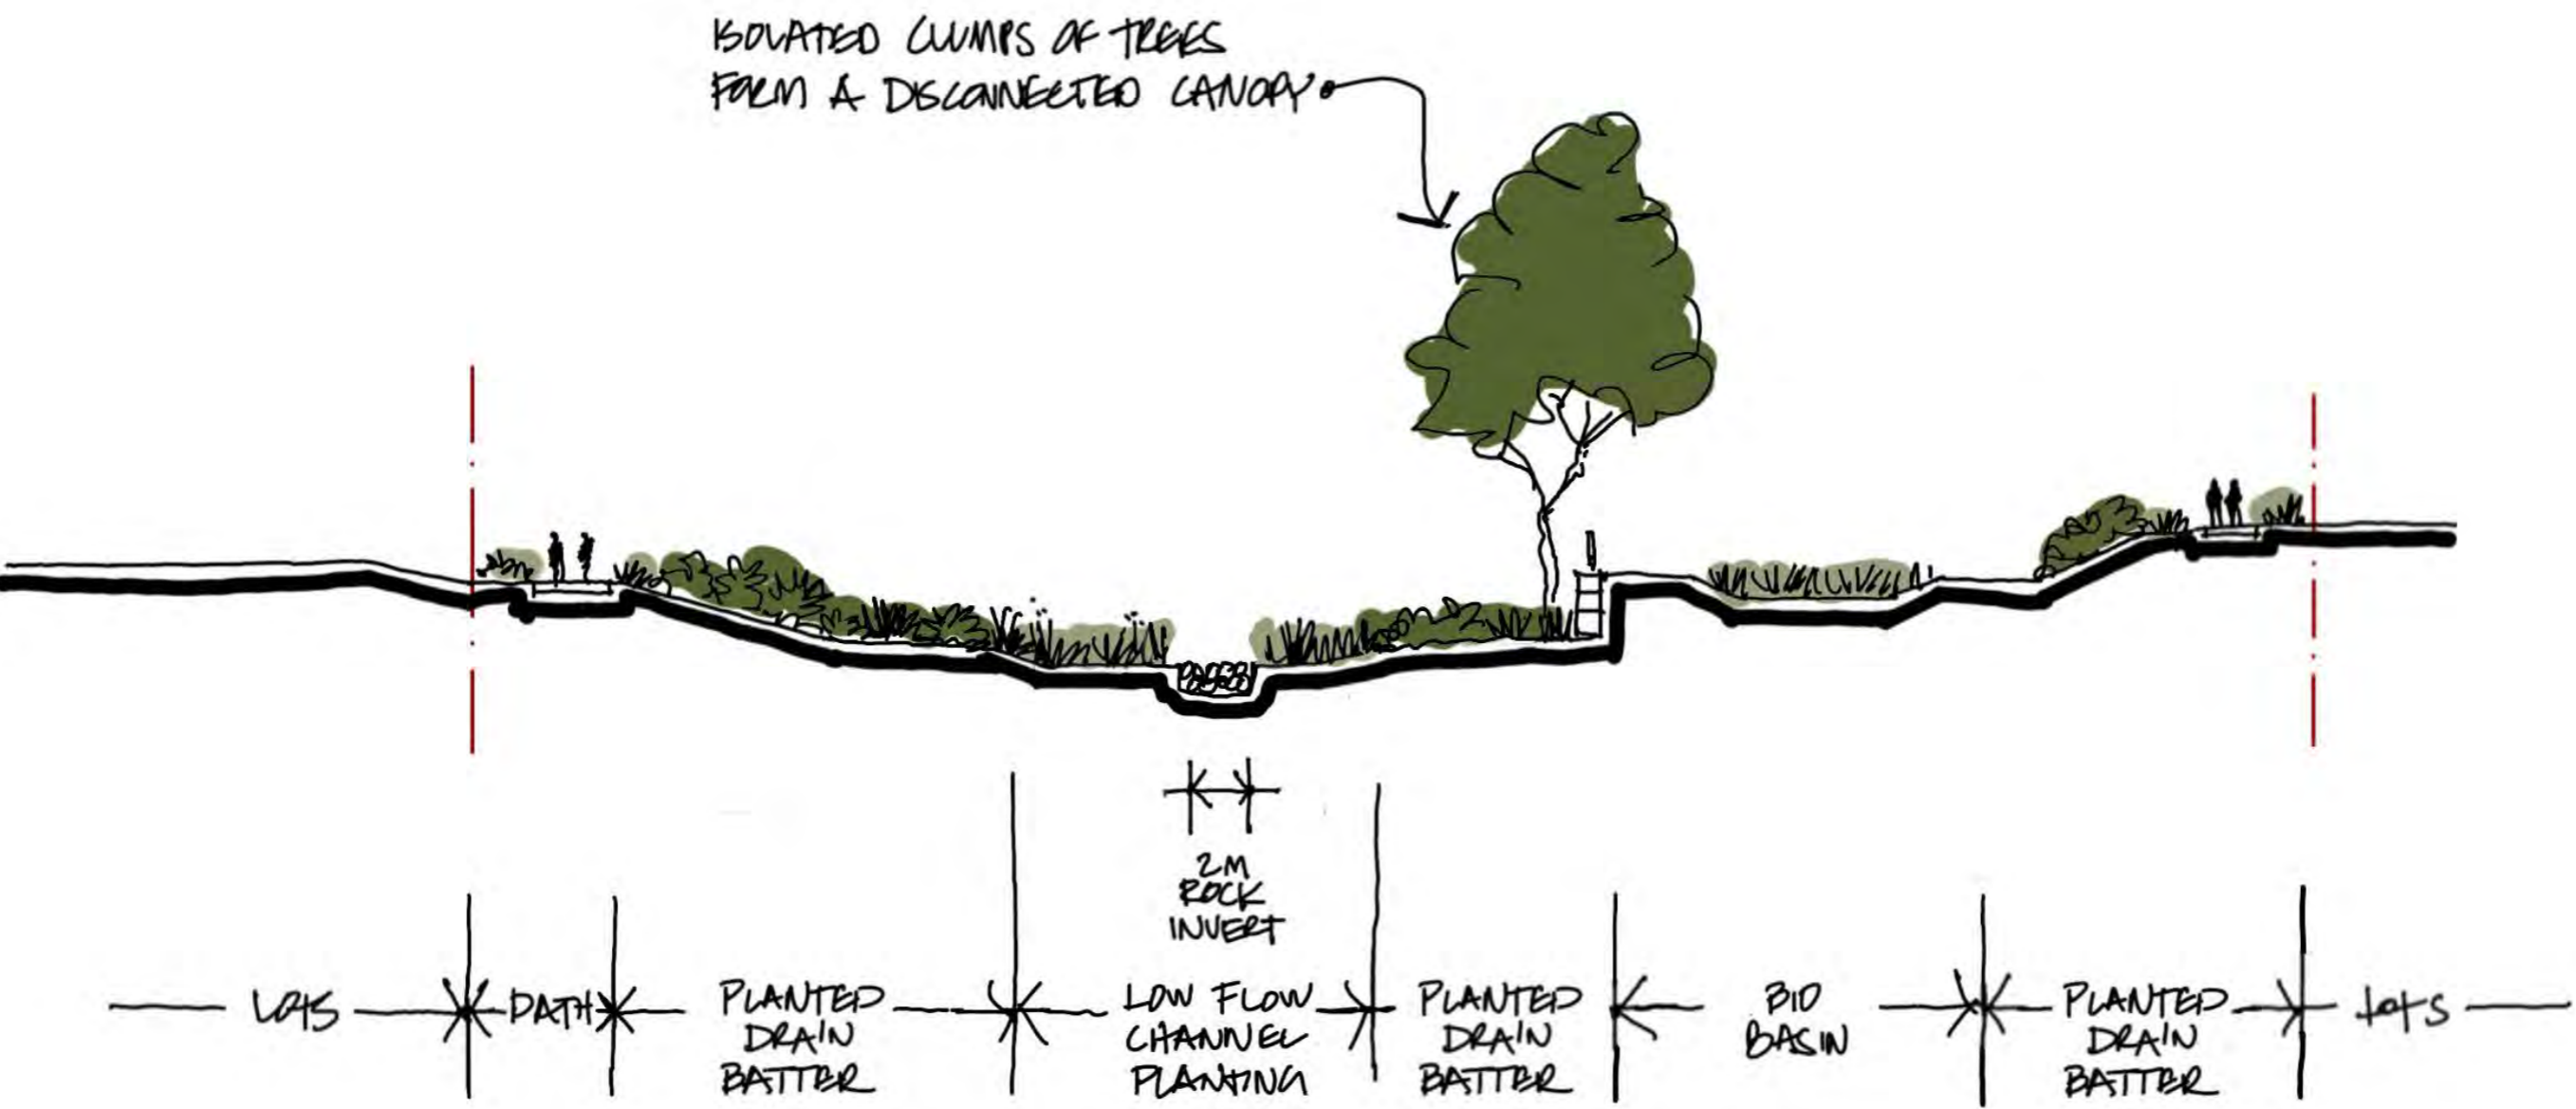 ISOLATED CLUMPS OF TREES
FORM A DISCONNECTED CANOPY
2M
ROCK
INVERT
LOTS
PATH
PLANTED
DRAIN
BATTER
LOW FLOW
CHANNEL
PLANTING
PLANTED
DRAIN
BATTER
BIO
BASIN
PLANTED
DRAIN
BATTER
LOTS